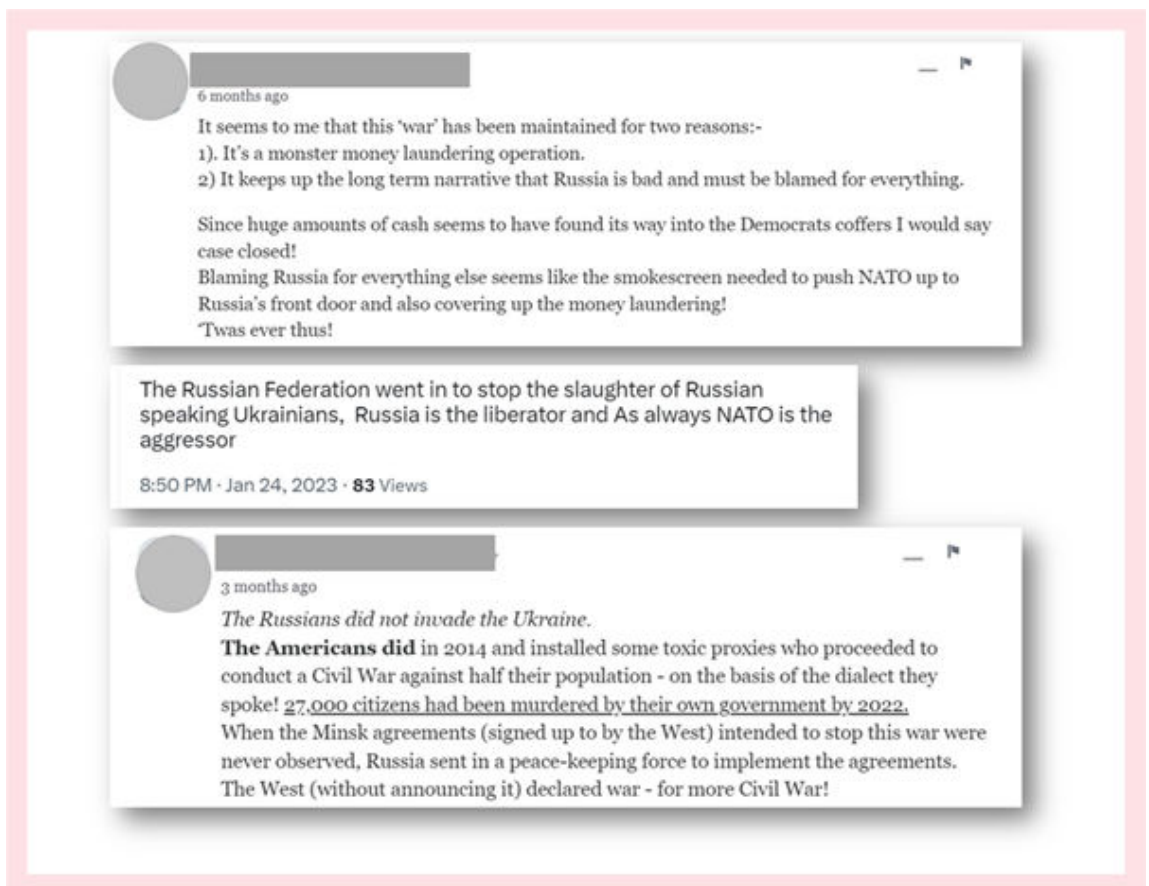 6 months ago
It seems to me that this ‘war’ has been maintained for two reasons:-
1). It’s a monster money laundering operation.
2) It keeps up the long term narrative that Russia is bad and must be blamed for everything.
Since huge amounts of cash seems to have found its way into the Democrats coffers I would say
case closed!
Blaming Russia for everything else seems like the smokescreen needed to push NATO up to
Russia’s front door and also covering up the money laundering!
‘Twas ever thus!
The Russian Federation went in to stop the slaughter of Russian
speaking Ukrainians,  Russia is the liberator and As always NATO is the
aggressor
8:50 PM · Jan 24, 2023 · 83 Views
3 months ago
The Russians did not invade the Ukraine.
The Americans did in 2014 and installed some toxic proxies who proceeded to
conduct a Civil War against half their population - on the basis of the dialect they
spoke! 27,000 citizens had been murdered by their own government by 2022.
When the Minsk agreements (signed up to by the West) intended to stop this war were
never observed, Russia sent in a peace-keeping force to implement the agreements.
The West (without announcing it) declared war - for more Civil War!